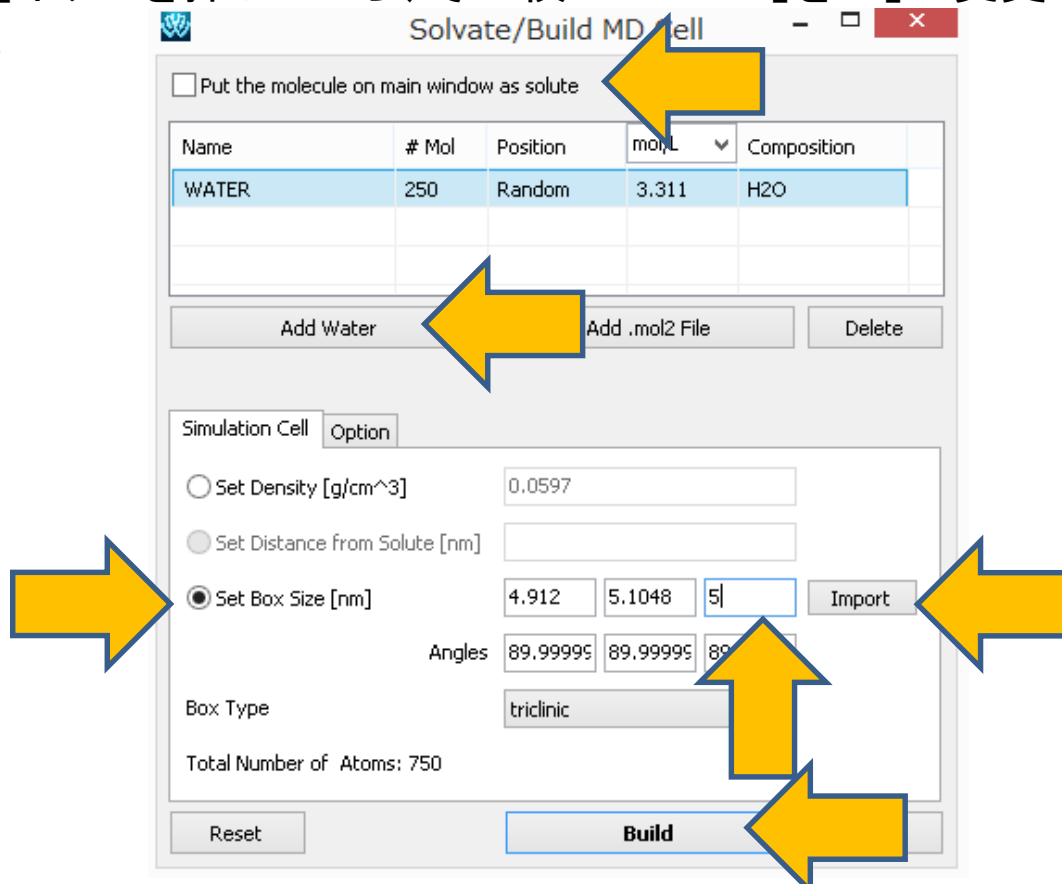 Solvate/Build MD Cell
Put the molecule on main window as solute
Name # Mol Position mol/L Composition
WATER 250 Random 3.311 H2O
Add Water Add .mol2 File Delete
Simulation Cell Option
Set Density [g/cm^3] 0.0597
Set Distance from Solute [nm]
Set Box Size [nm] 4.912 5.1048 5 Import
Angles 89.99999 89.99999
Box Type triclinic
Total Number of Atoms: 750
Reset Build